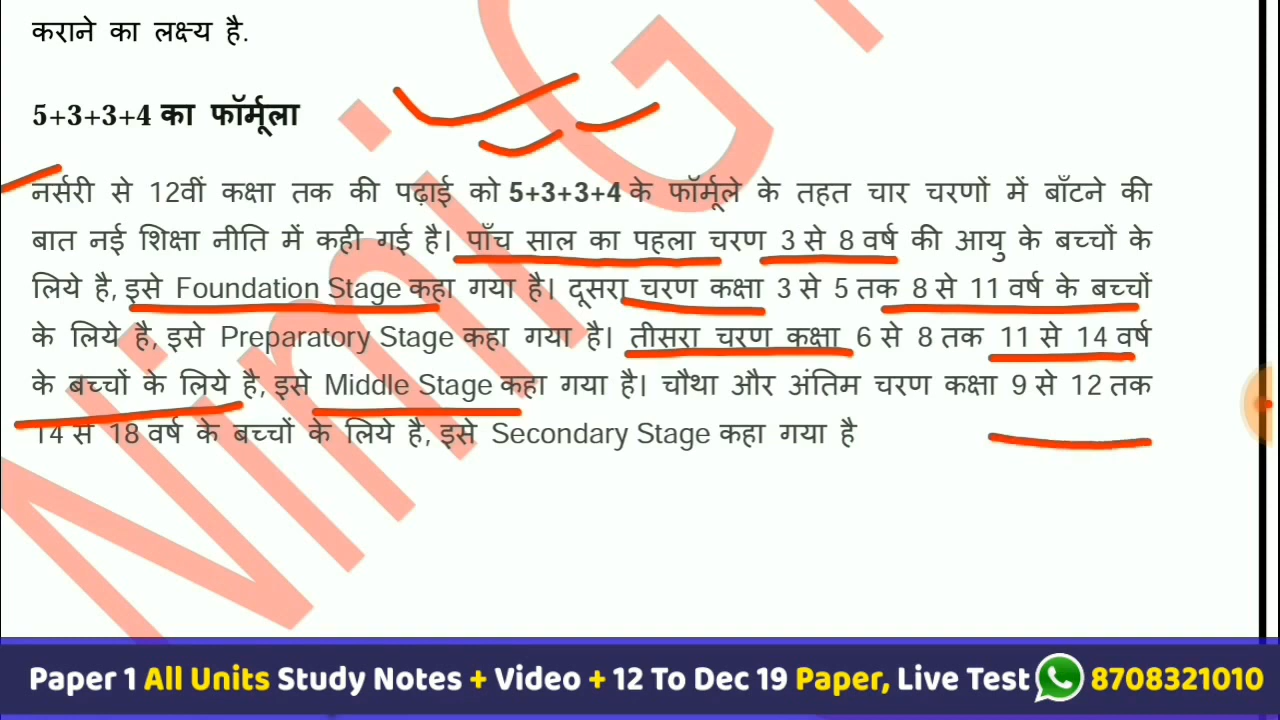 कराने का लक्ष्य है.
5+3+3+4 का फॉर्मूला
नर्सरी से 12वीं कक्षा तक की पढ़ाई को 5+3+3+4 के फॉर्मूले के तहत चार चरणों में बाँटने की
बात नई शिक्षा नीति में कही गई है। पाँच साल का पहला चरण 3 से 8 वर्ष की आयु के बच्चों के
लिये है, इसे Foundation Stage कहा गया है। दूसरा चरण कक्षा 3 से 5 तक 8 से 11 वर्ष के बच्चों
के लिये है, इसे Preparatory Stage कहा गया है। तीसरा चरण कक्षा 6 से 8 तक 11 से 14 वर्ष
के बच्चों के लिये है, इसे Middle Stage कहा गया है। चौथा और अंतिम चरण कक्षा 9 से 12 तक
14 से 18 वर्ष के बच्चों के लिये है, इसे Secondary Stage कहा गया है
Paper 1 All Units Study Notes + Video + 12 To Dec 19 Paper, Live Test 8708321010